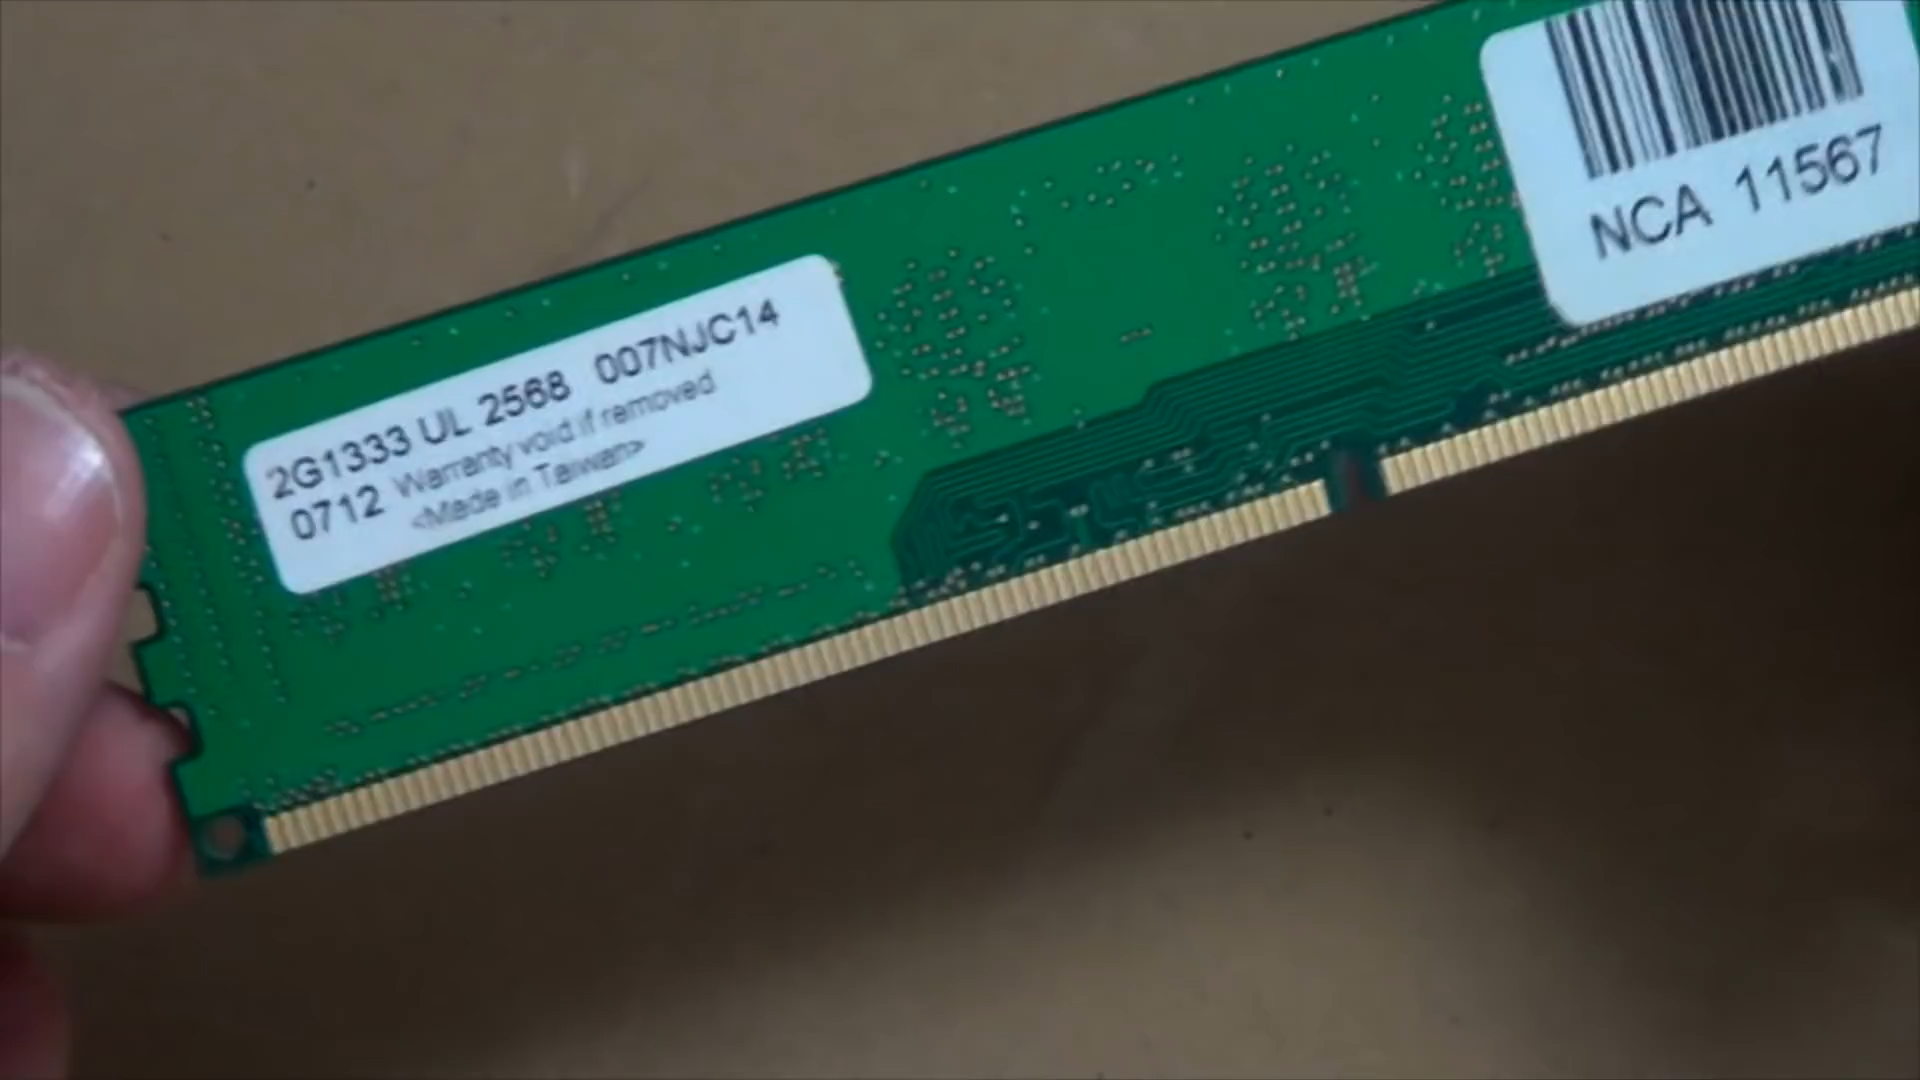 2G1333 UL 2568 007NJC14
0712 Warranty void if removed
<Made in Taiwan>
NCA 11567